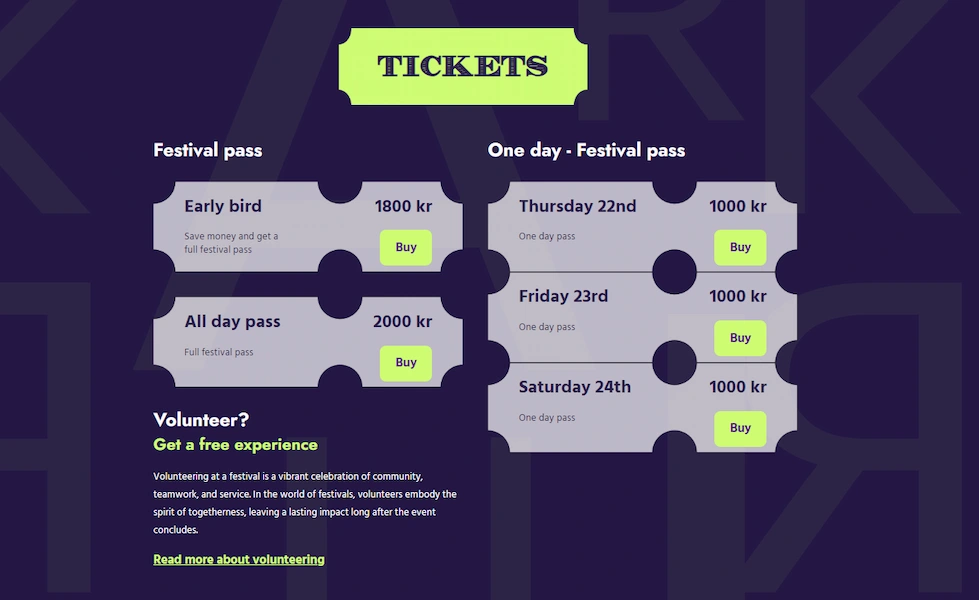 TICKETS
Festival pass
Early bird
1800 kr
Save money and get a
full festival pass
Buy
All day pass
2000 kr
Full festival pass
Buy
Volunteer?
Get a free experience
Volunteering at a festival is a vibrant celebration of community,
teamwork, and service. In the world of festivals, volunteers embody the
spirit of togetherness, leaving a lasting impact long after the event
concludes.
Read more about volunteering
One day - Festival pass
Thursday 22nd
1000 kr
One day pass
Buy
Friday 23rd
1000 kr
One day pass
Buy
Saturday 24th
1000 kr
One day pass
Buy